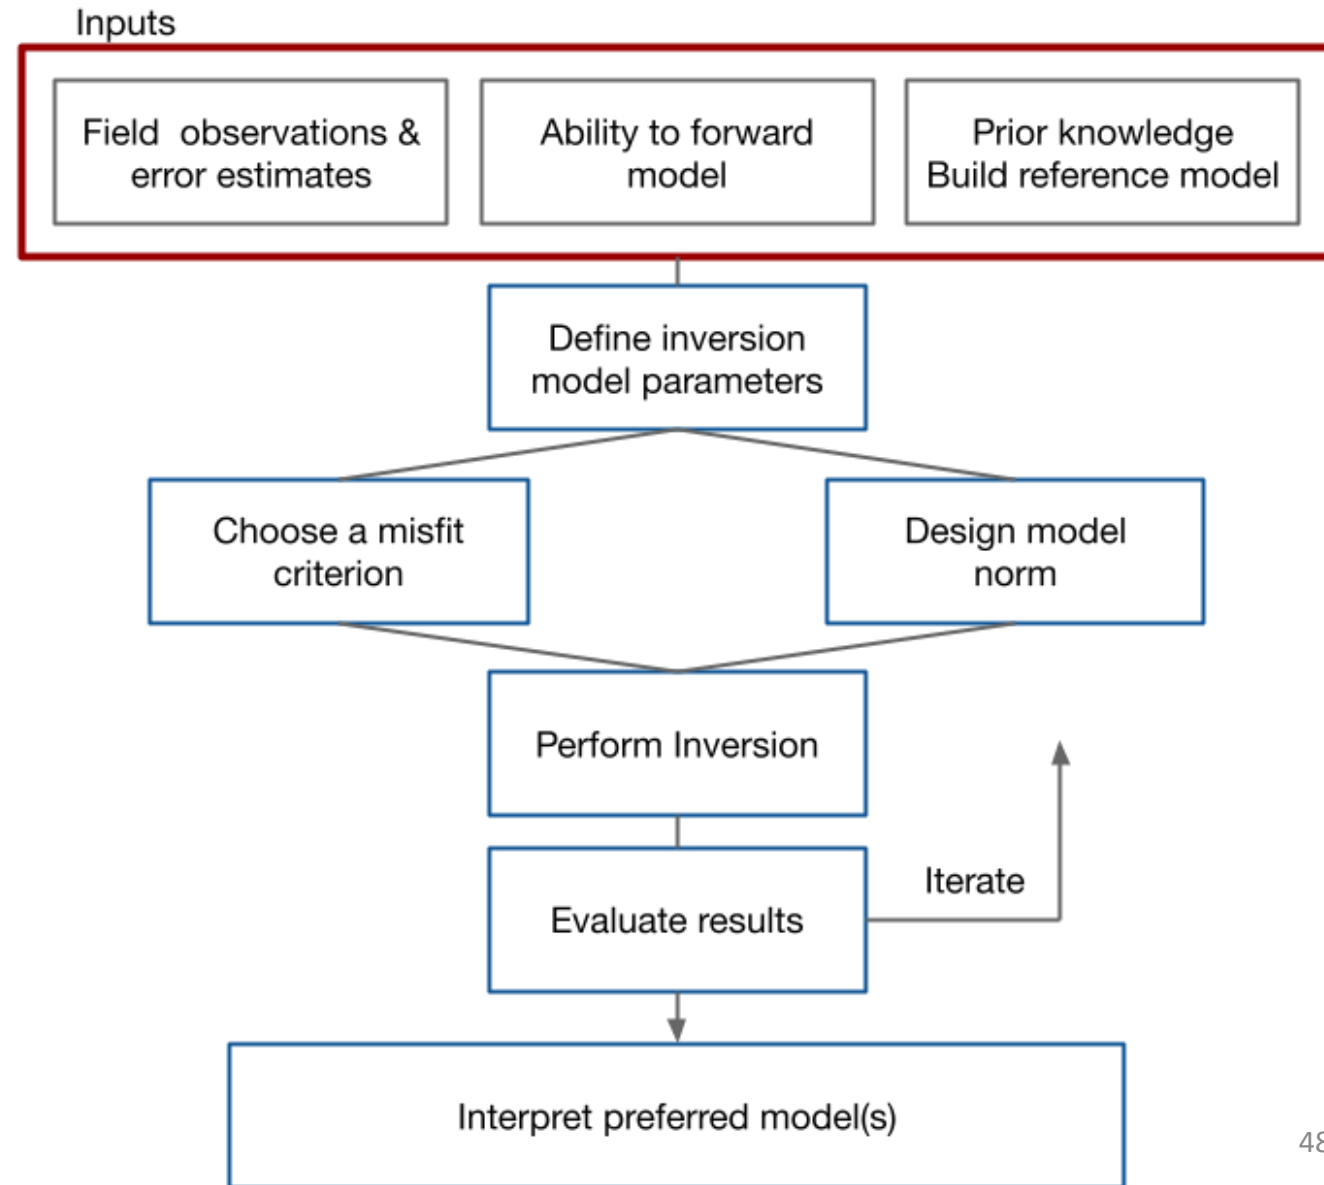 Inputs
Field observations &
error estimates
Ability to forward
model
Prior knowledge
Build reference model
Define inversion
model parameters
Choose a misfit
criterion
Design model
norm
Perform Inversion
Iterate
Evaluate results
Interpret preferred model(s)
48